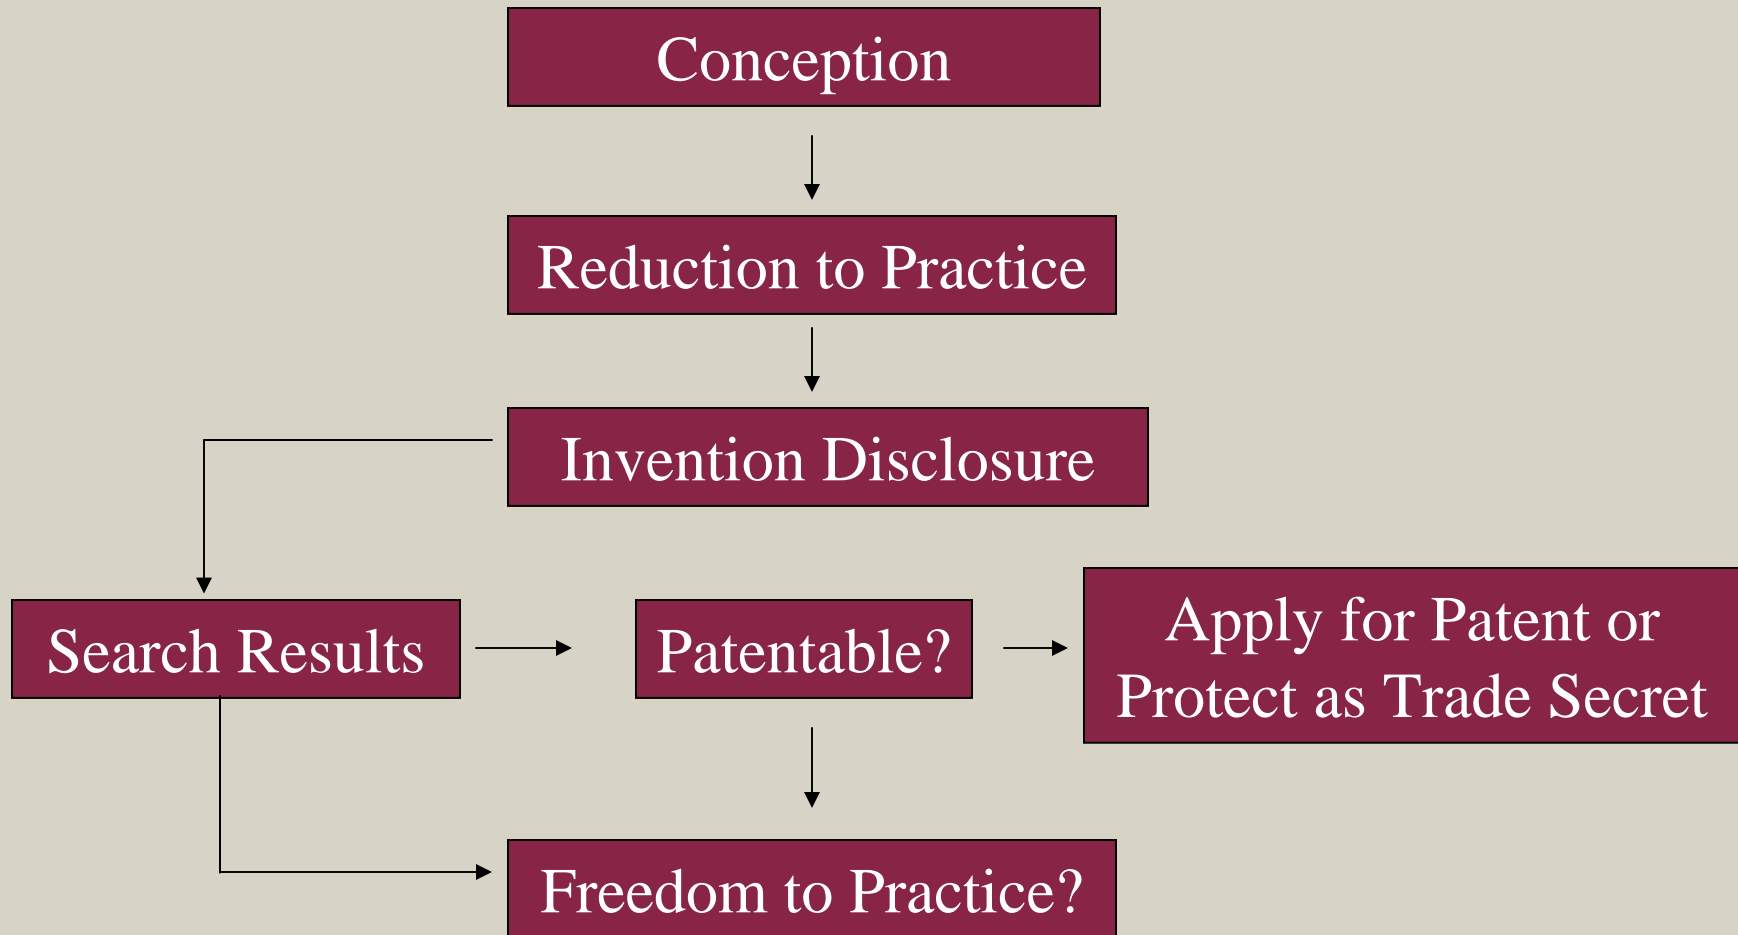 Conception
Reduction to Practice
Invention Disclosure
Search Results
Patentable?
Apply for Patent or
Protect as Trade Secret
Freedom to Practice?